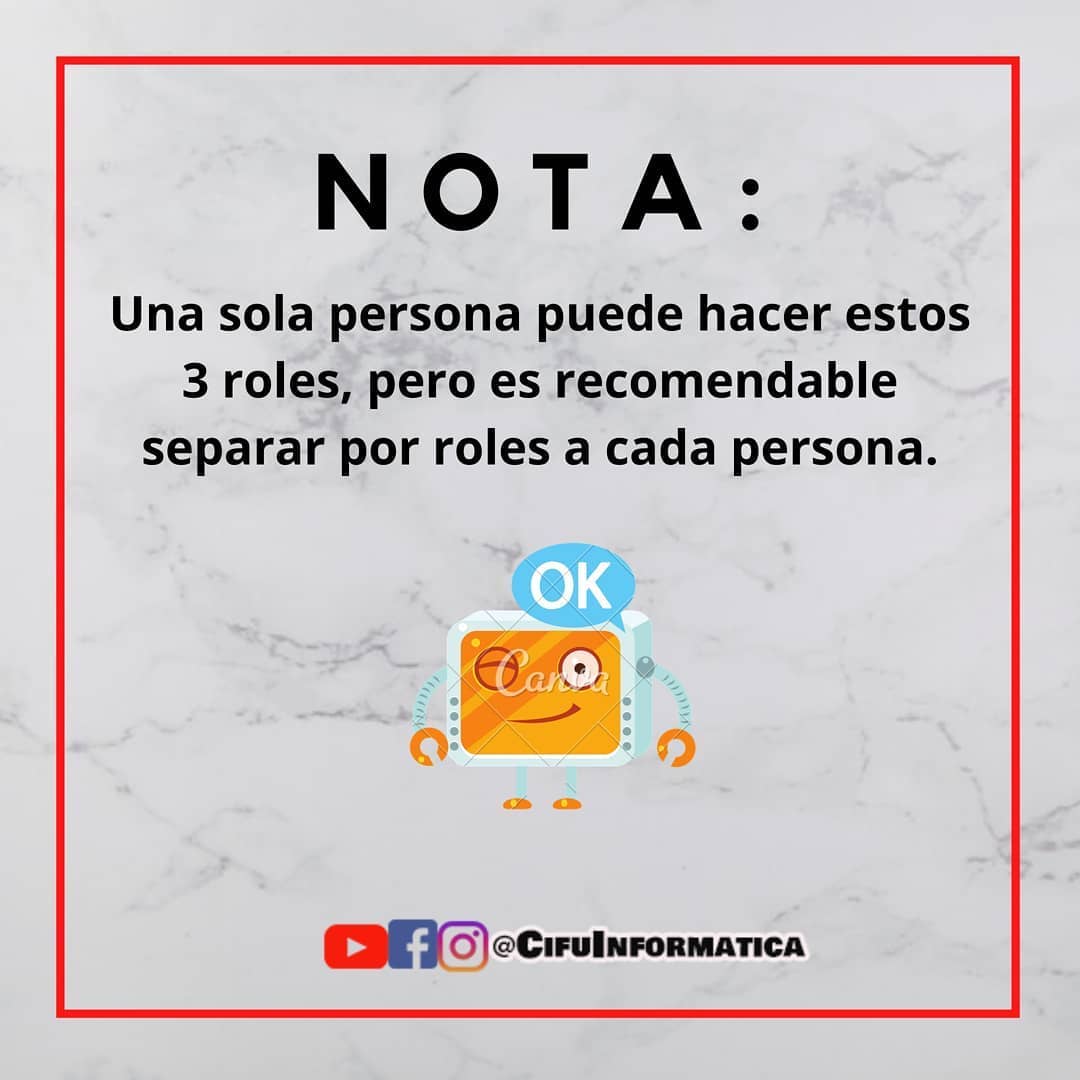 NOTA:
Una sola persona puede hacer estos
3 roles, pero es recomendable
separar por roles a cada persona.
OK
Canva
@CifuInformatica